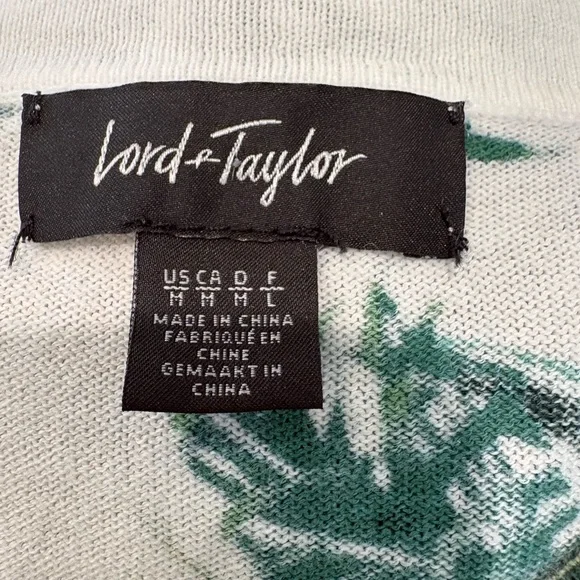 Lord & Taylor
US CA D F
M M M L
MADE IN CHINA
FABRIQUÉ EN
CHINE
GEMAAKT IN
CHINA